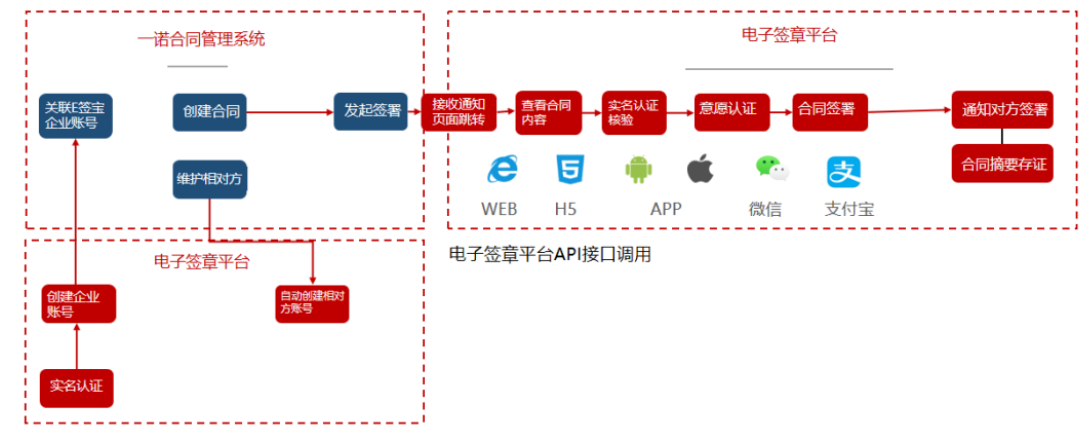 一诺合同管理系统
关联E签宝
企业账号
创建合同
发起签署
维护相对方
电子签章平台
创建企业
账号
自动创建相对
方账号
实名认证
电子签章平台
接收通知
页面跳转
查看合同
内容
实名认证
核验
意愿认证
合同签署
通知对方签署
合同摘要存证
WEB
H5
APP
微信
支付宝
电子签章平台API接口调用